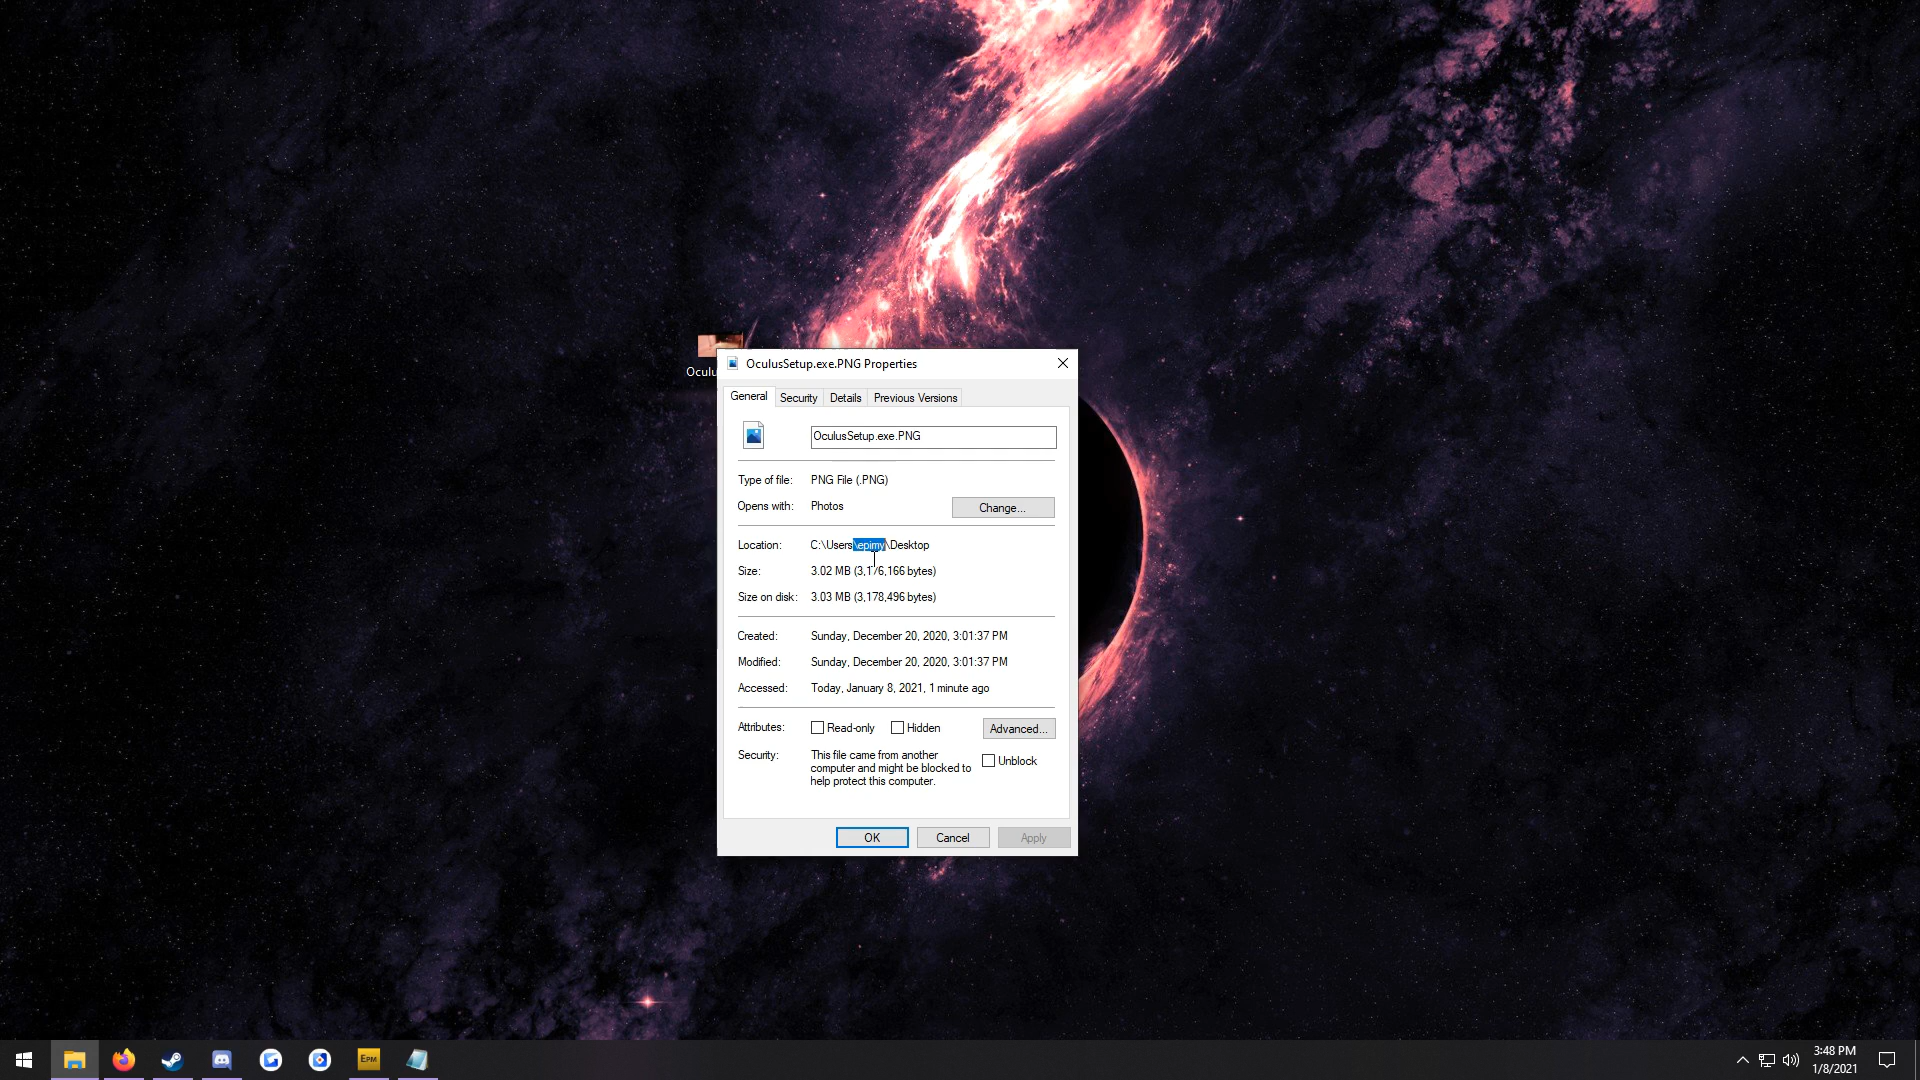 Oculu
OculusSetup.exe.PNG Properties
General Security Details Previous Versions
OculusSetup.exe.PNG
Type of file: PNG File (.PNG)
Opens with: Photos Change...
Location: C:\Users\epimy\Desktop
Size: 3.02 MB (3,176,166 bytes)
Size on disk: 3.03 MB (3,178,496 bytes)
Created: Sunday, December 20, 2020, 3:01:37 PM
Modified: Sunday, December 20, 2020, 3:01:37 PM
Accessed: Today, January 8, 2021, 1 minute ago
Attributes: Read-only Hidden Advanced...
Security: This file came from another
computer and might be blocked to
help protect this computer.
Unblock
OK Cancel Apply
EPM
3:48 PM
1/8/2021